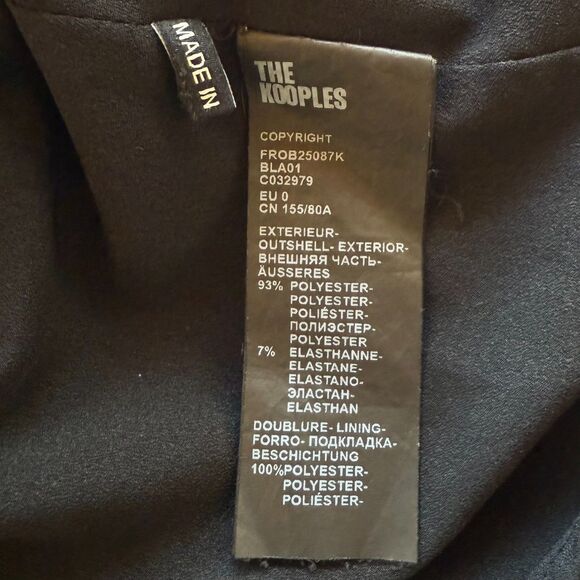 MADE IN
THE
KOOPLES
COPYRIGHT
FROB25087K
BLA01
C032979
EU 0
CN 155/80A
EXTERIEUR-
OUTSHELL- EXTERIOR-
ВНЕШНЯЯ ЧАСТЬ-
ÄUSSERES
93% POLYESTER-
POLYESTER-
POLIÉSTER-
ПОЛИЭСТЕР-
POLYESTER
7% ELASTHANNE-
ELASTANE-
ELASTANO-
ЭЛАСТАН-
ELASTHAN
DOUBLURE- LINING-
FORRO- ПОДКЛАДКА-
BESCHICHTUNG
100%POLYESTER-
POLYESTER-
POLIÉSTER-